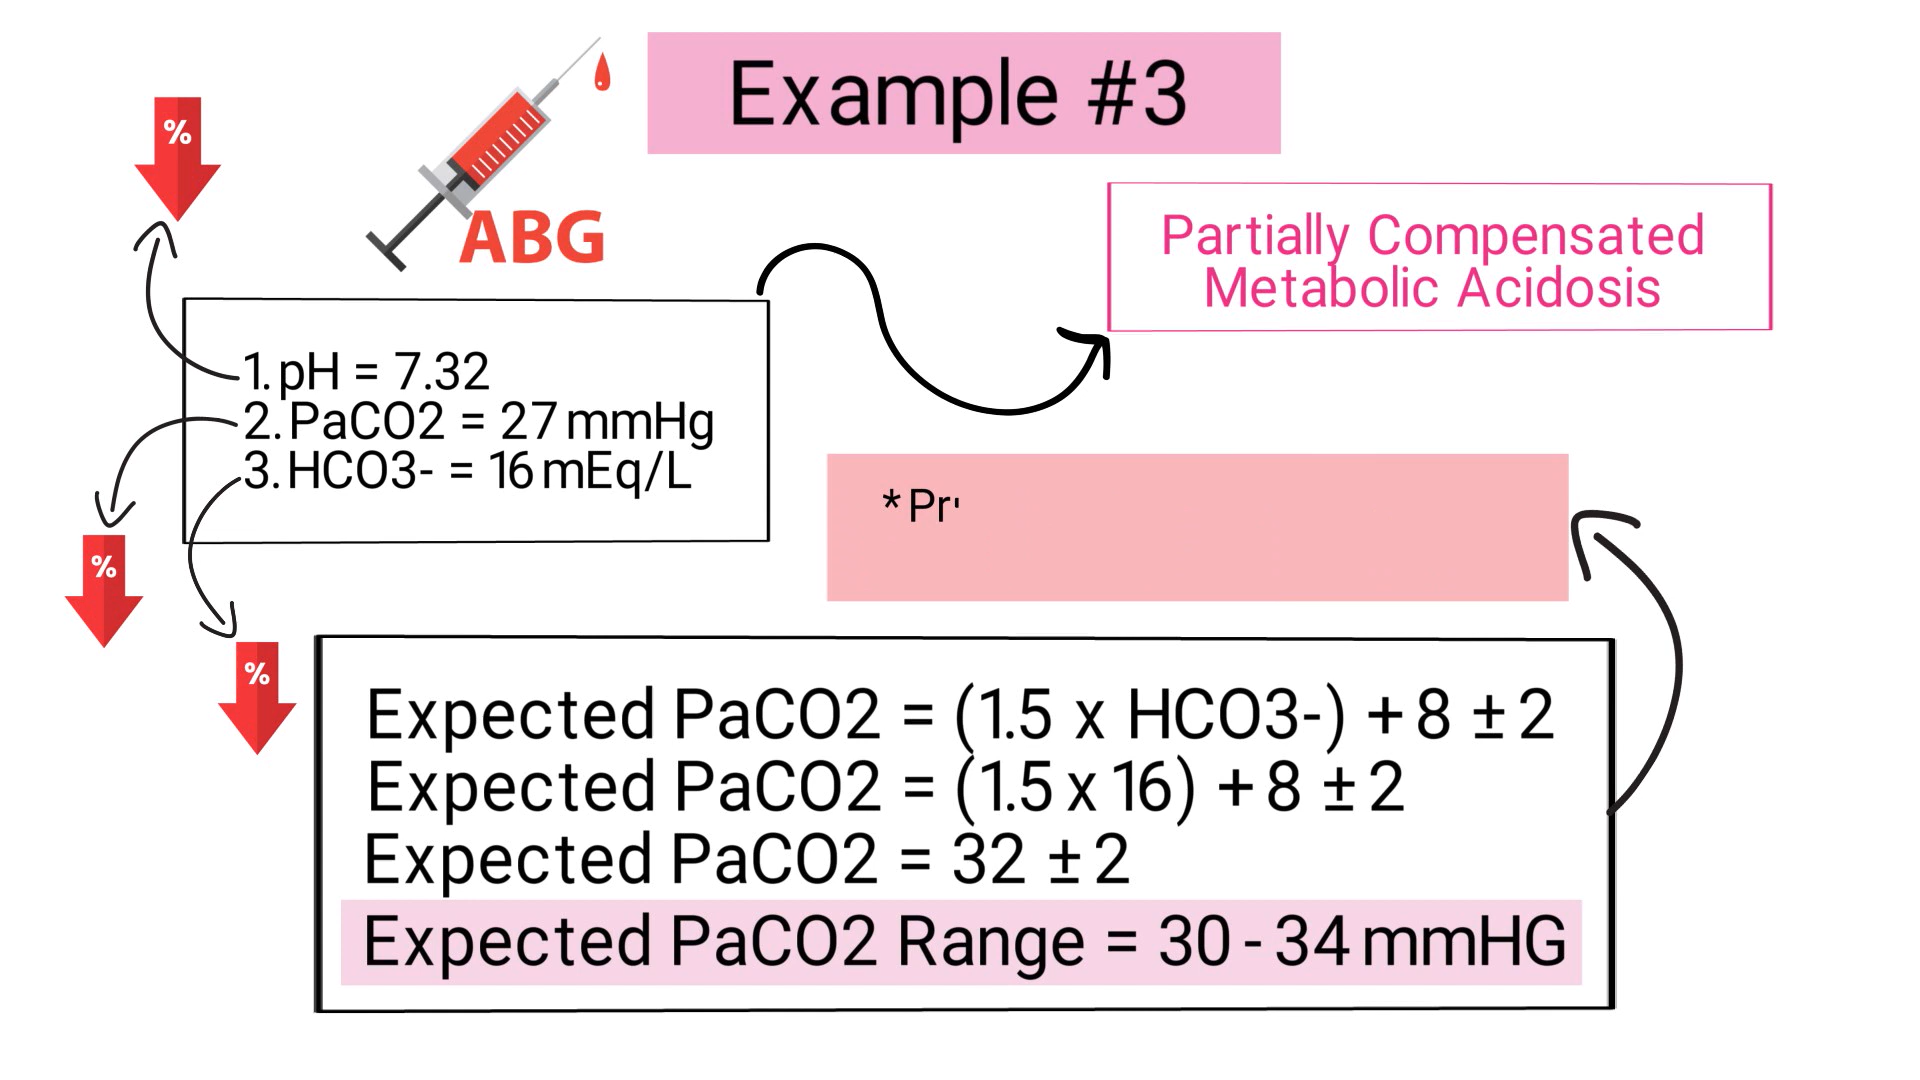 Example #3
%
ABG
Partially Compensated
Metabolic Acidosis
1. pH = 7.32
2. PaCO2 = 27 mmHg
3. HCO3- = 16 mEq/L
* Pr
%
%
Expected PaCO2 = (1.5 x HCO3-) + 8 ± 2
Expected PaCO2 = (1.5 x 16) + 8 ± 2
Expected PaCO2 = 32 ± 2
Expected PaCO2 Range = 30 - 34 mmHG